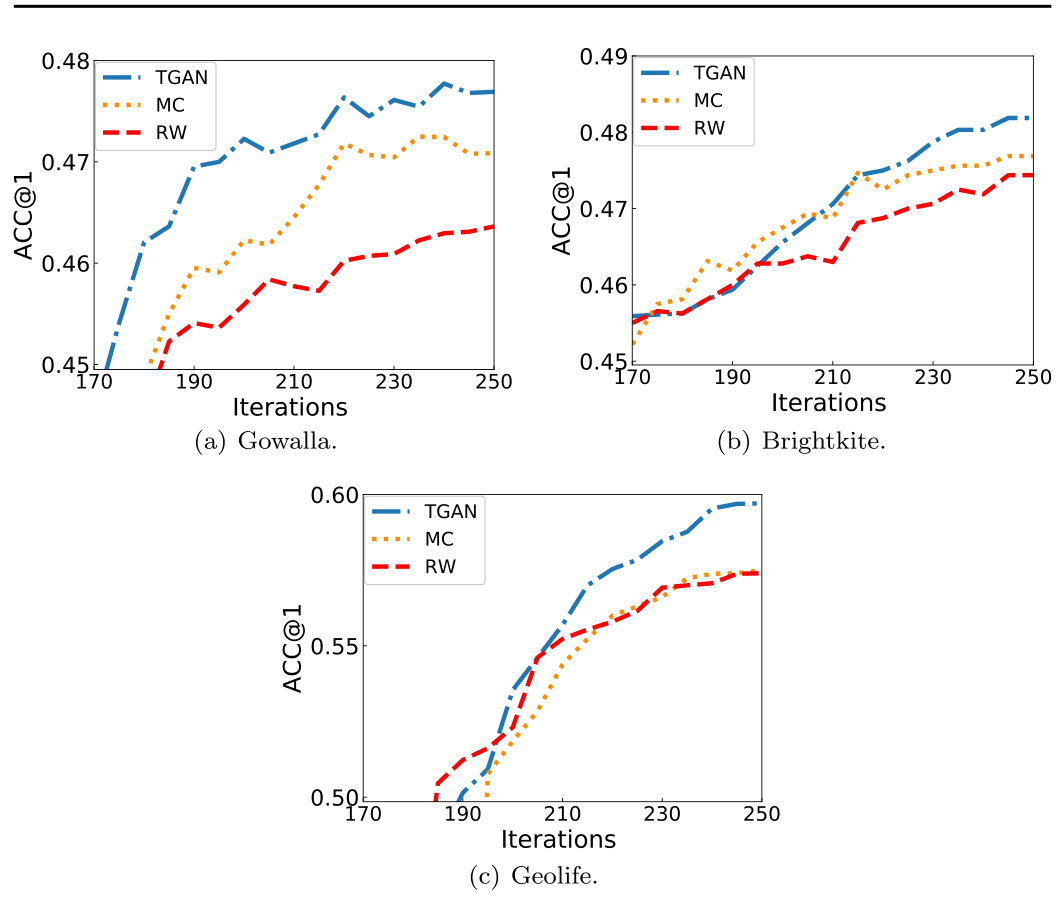 0.48
0.47
0.46
0.45
ACC@1
TGAN
MC
RW
170
190
210
230
250
Iterations
(a) Gowalla.
0.49
0.48
0.47
0.46
0.45
ACC@1
TGAN
MC
RW
170
190
210
230
250
Iterations
(b) Brightkite.
0.60
0.55
0.50
ACC@1
TGAN
MC
RW
170
190
210
230
250
Iterations
(c) Geolife.